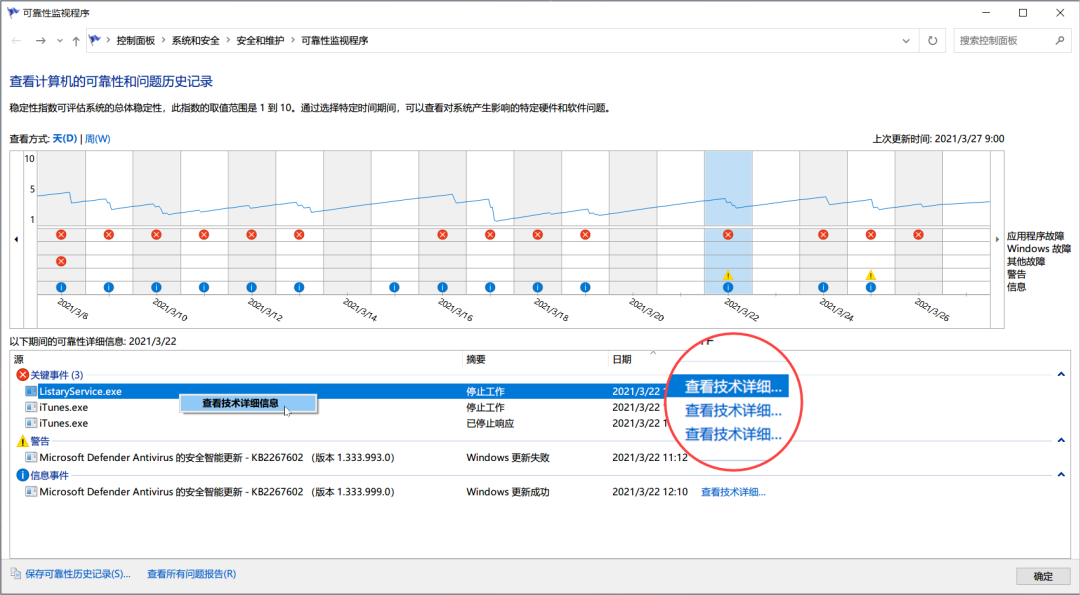 可靠性监视程序
控制面板 系统和安全 安全和维护 可靠性监视程序
搜索控制面板
查看计算机的可靠性和问题历史记录
稳定性指数可评估系统的总体稳定性，此指数的取值范围是 1 到 10。通过选择特定时间期间，可以查看对系统产生影响的特定硬件和软件问题。
查看方式: 天(D) | 周(W)
上次更新时间: 2021/3/27 9:00
10
5
1
应用程序故障
Windows 故障
其他故障
警告
信息
2021/3/8
2021/3/10
2021/3/12
2021/3/14
2021/3/16
2021/3/18
2021/3/20
2021/3/22
2021/3/24
2021/3/26
以下期间的可靠性详细信息: 2021/3/22
源 摘要 日期
关键事件 (3)
ListaryService.exe 停止工作 2021/3/22 查看技术详细...
查看技术详细信息
iTunes.exe 停止工作 2021/3/22 查看技术详细...
iTunes.exe 已停止响应 2021/3/22 查看技术详细...
警告
Microsoft Defender Antivirus 的安全智能更新 - KB2267602 （版本 1.333.993.0） Windows 更新失败 2021/3/22 11:12
信息事件
Microsoft Defender Antivirus 的安全智能更新 - KB2267602 （版本 1.333.999.0） Windows 更新成功 2021/3/22 12:10 查看技术详细...
保存可靠性历史记录(S)... 查看所有问题报告(R)
确定